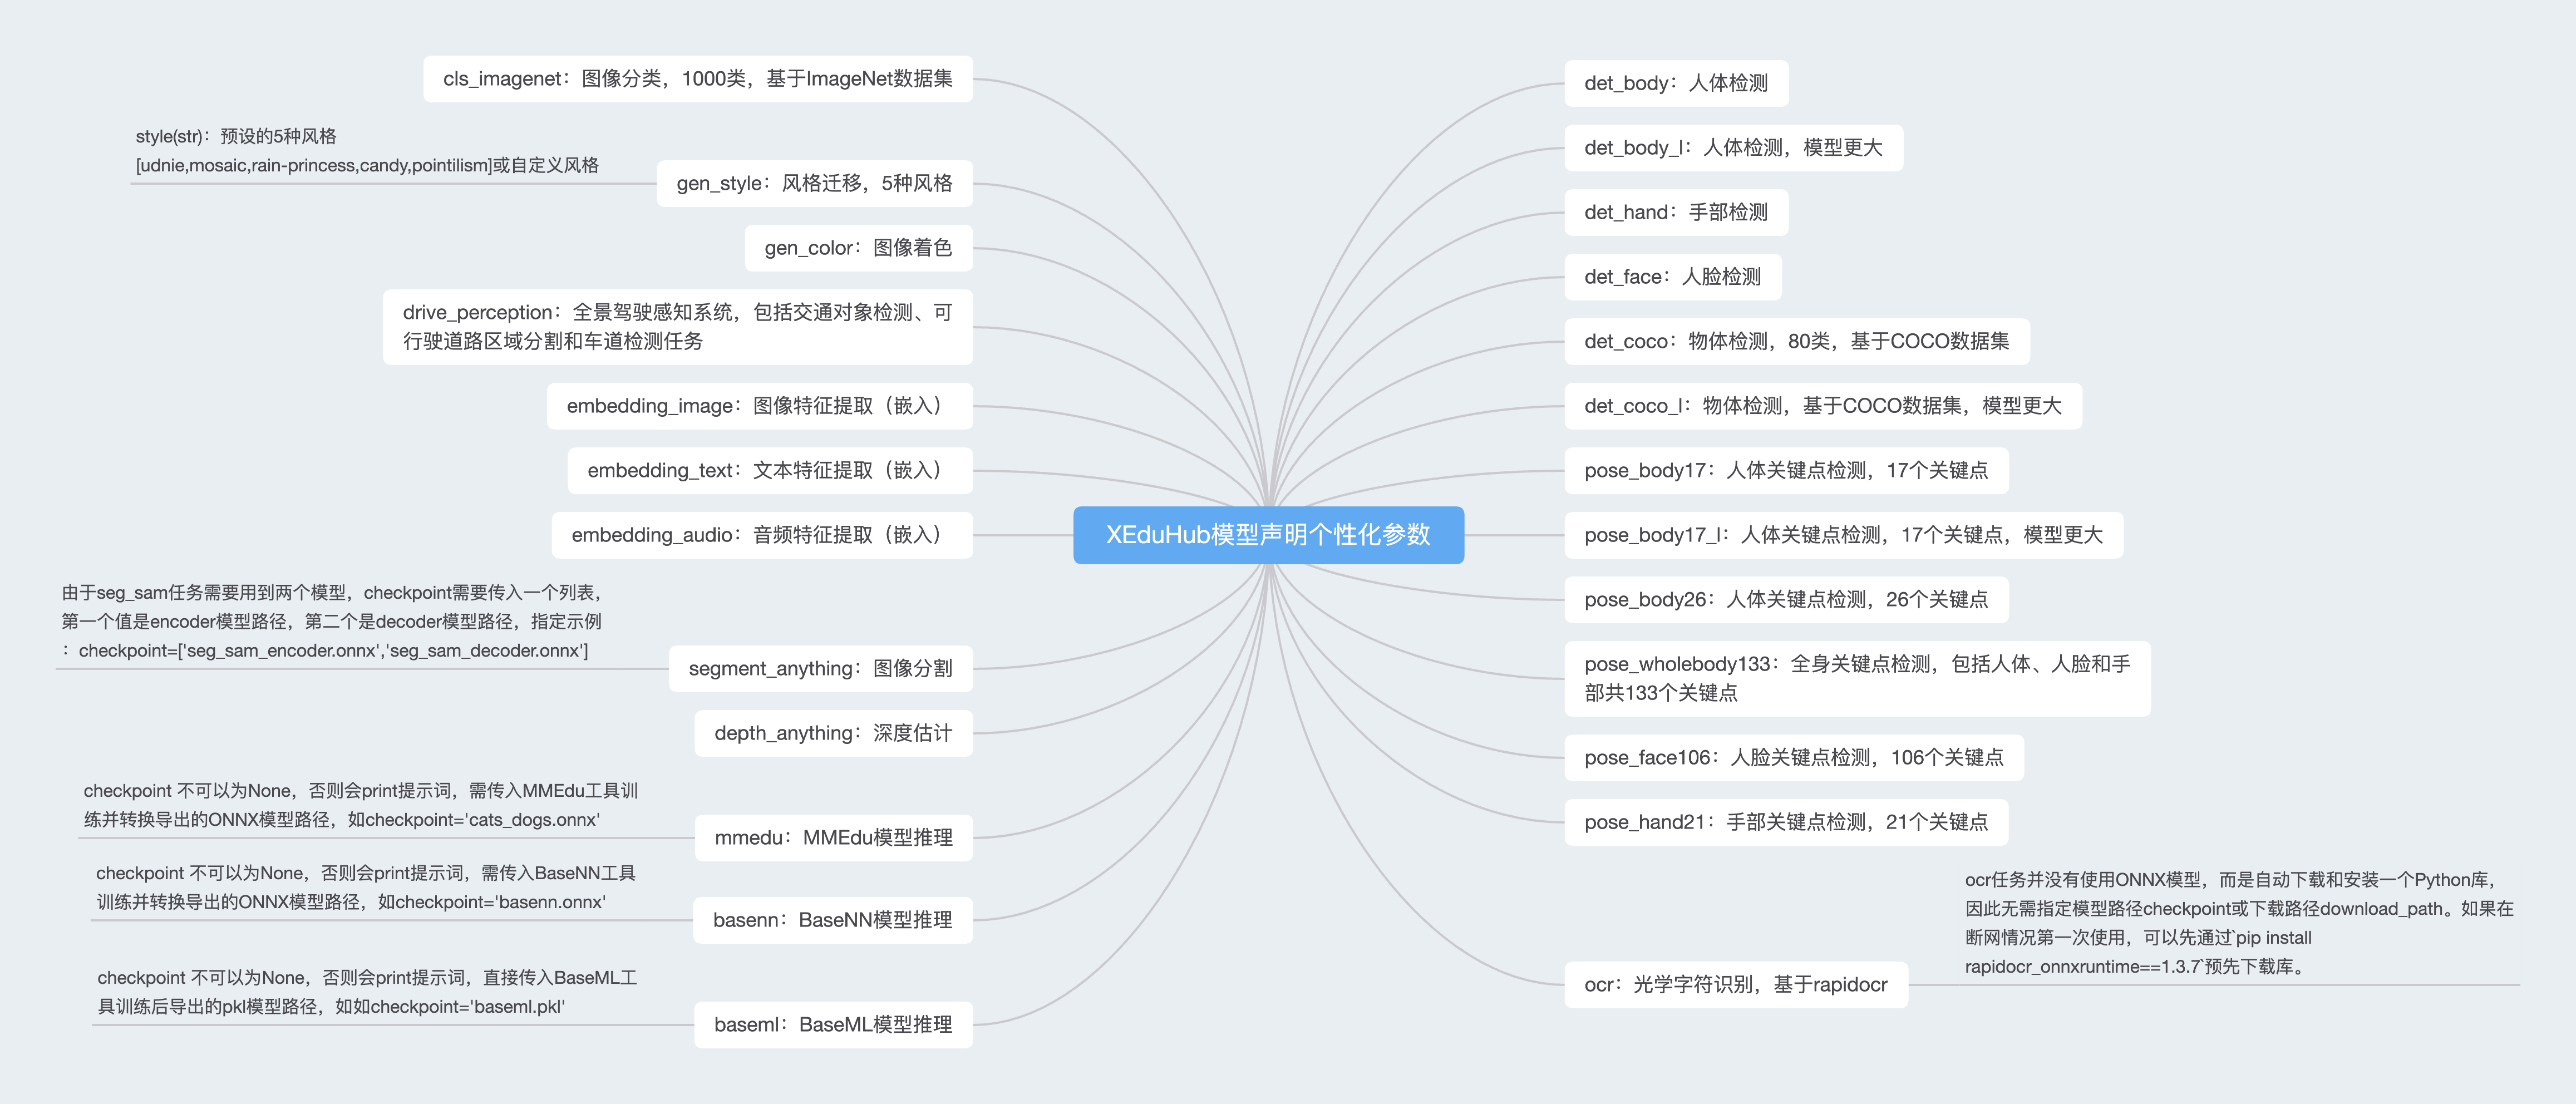 XEduHub模型声明个性化参数
det_body：人体检测
det_body_l：人体检测，模型更大
det_hand：手部检测
det_face：人脸检测
det_coco：物体检测，80类，基于COCO数据集
det_coco_l：物体检测，基于COCO数据集，模型更大
pose_body17：人体关键点检测，17个关键点
pose_body17_l：人体关键点检测，17个关键点，模型更大
pose_body26：人体关键点检测，26个关键点
pose_wholebody133：全身关键点检测，包括人体、人脸和手
部共133个关键点
pose_face106：人脸关键点检测，106个关键点
pose_hand21：手部关键点检测，21个关键点
ocr：光学字符识别，基于rapidocr
ocr任务并没有使用ONNX模型，而是自动下载和安装一个Python库，
因此无需指定模型路径checkpoint或下载路径download_path。如果在
断网情况第一次使用，可以先通过`pip install
rapidocr_onnxruntime==1.3.7`预先下载库。
cls_imagenet：图像分类，1000类，基于ImageNet数据集
gen_style：风格迁移，5种风格
style(str)：预设的5种风格
[udnie,mosaic,rain-princess,candy,pointilism]或自定义风格
gen_color：图像着色
drive_perception：全景驾驶感知系统，包括交通对象检测、可
行驶道路区域分割和车道检测任务
embedding_image：图像特征提取（嵌入）
embedding_text：文本特征提取（嵌入）
embedding_audio：音频特征提取（嵌入）
segment_anything：图像分割
由于seg_sam任务需要用到两个模型，checkpoint需要传入一个列表，
第一个值是encoder模型路径，第二个是decoder模型路径，指定示例
：checkpoint=['seg_sam_encoder.onnx','seg_sam_decoder.onnx']
depth_anything：深度估计
mmedu：MMEdu模型推理
checkpoint 不可以为None，否则会print提示词，需传入MMEdu工具训
练并转换导出的ONNX模型路径，如checkpoint='cats_dogs.onnx'
basenn：BaseNN模型推理
checkpoint 不可以为None，否则会print提示词，需传入BaseNN工具
训练并转换导出的ONNX模型路径，如checkpoint='basenn.onnx'
baseml：BaseML模型推理
checkpoint 不可以为None，否则会print提示词，直接传入BaseML工
具训练后导出的pkl模型路径，如如checkpoint='baseml.pkl'